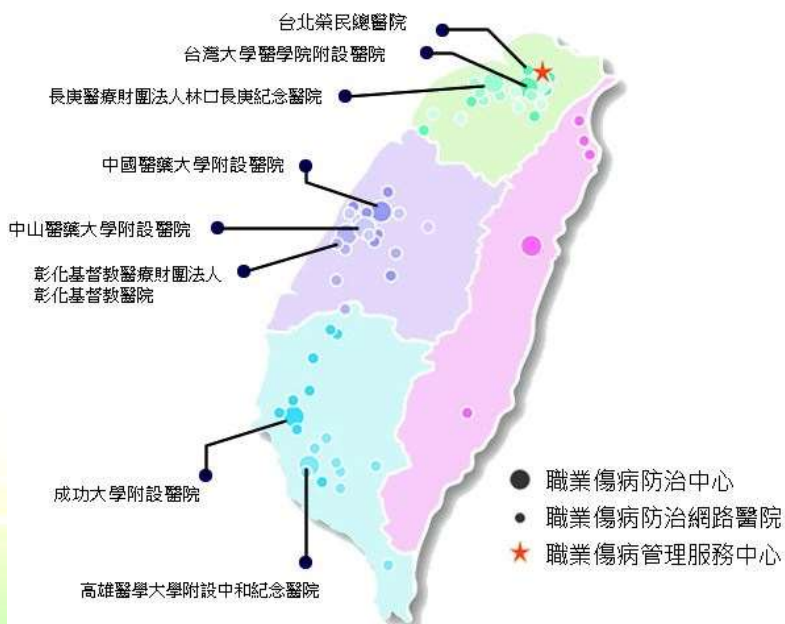 台北榮民總醫院
台灣大學醫學院附設醫院
長庚醫療財團法人林口長庚紀念醫院
中國醫藥大學附設醫院
中山醫藥大學附設醫院
彰化基督教醫療財團法人
彰化基督教醫院
成功大學附設醫院
高雄醫學大學附設中和紀念醫院
職業傷病防治中心
職業傷病防治網路醫院
職業傷病管理服務中心